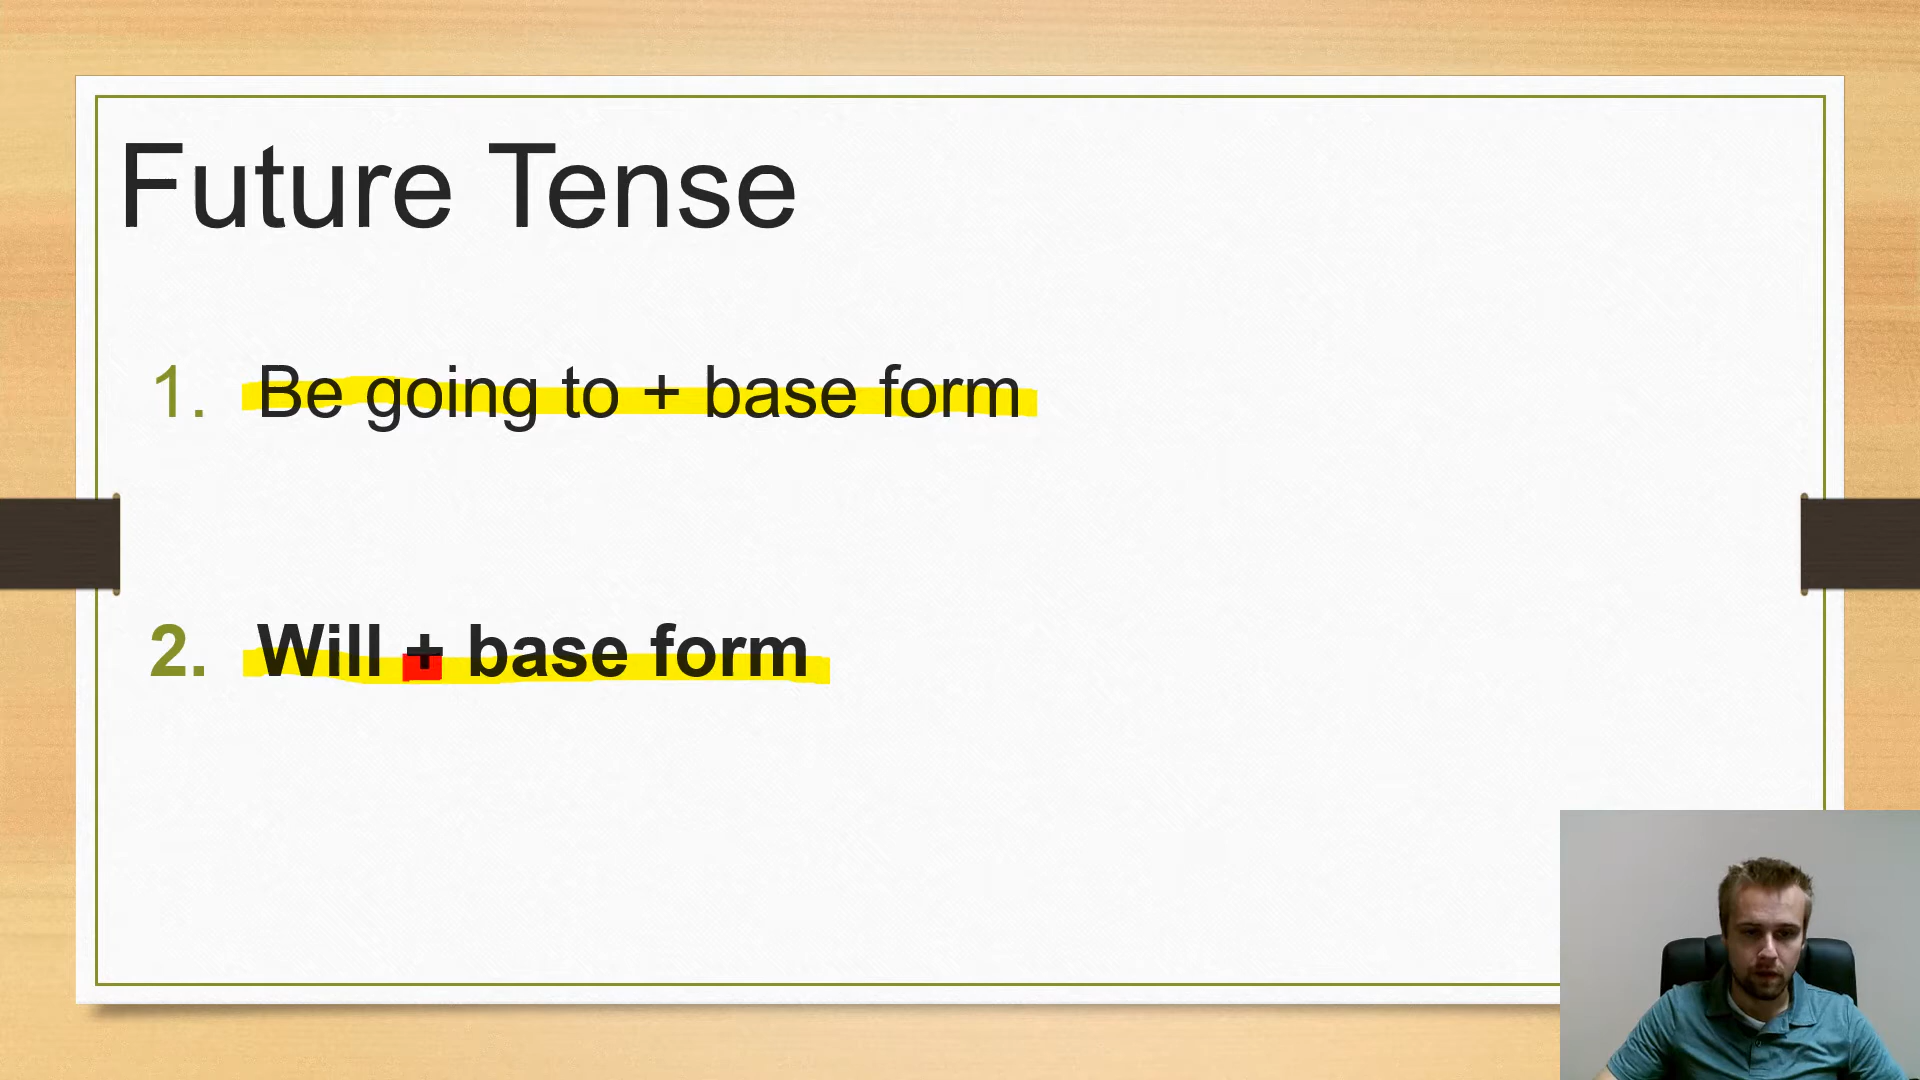 Future Tense
1. Be going to + base form
2. Will + base form